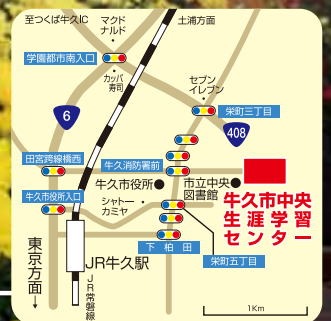 至つくば牛久IC
マクド
ナルド
土浦方面
学園都市南入口
カッパ
寿司
セブン
イレブン
栄町三丁目
6
408
田宮跨線橋西
牛久消防署前
牛久市役所
市立中央
図書館
牛久市役所入口
シャトー
カミヤ
牛久市中央
生涯学習
センター
下柏田
栄町五丁目
東京方面→
JR牛久駅
JR常磐線
1Km